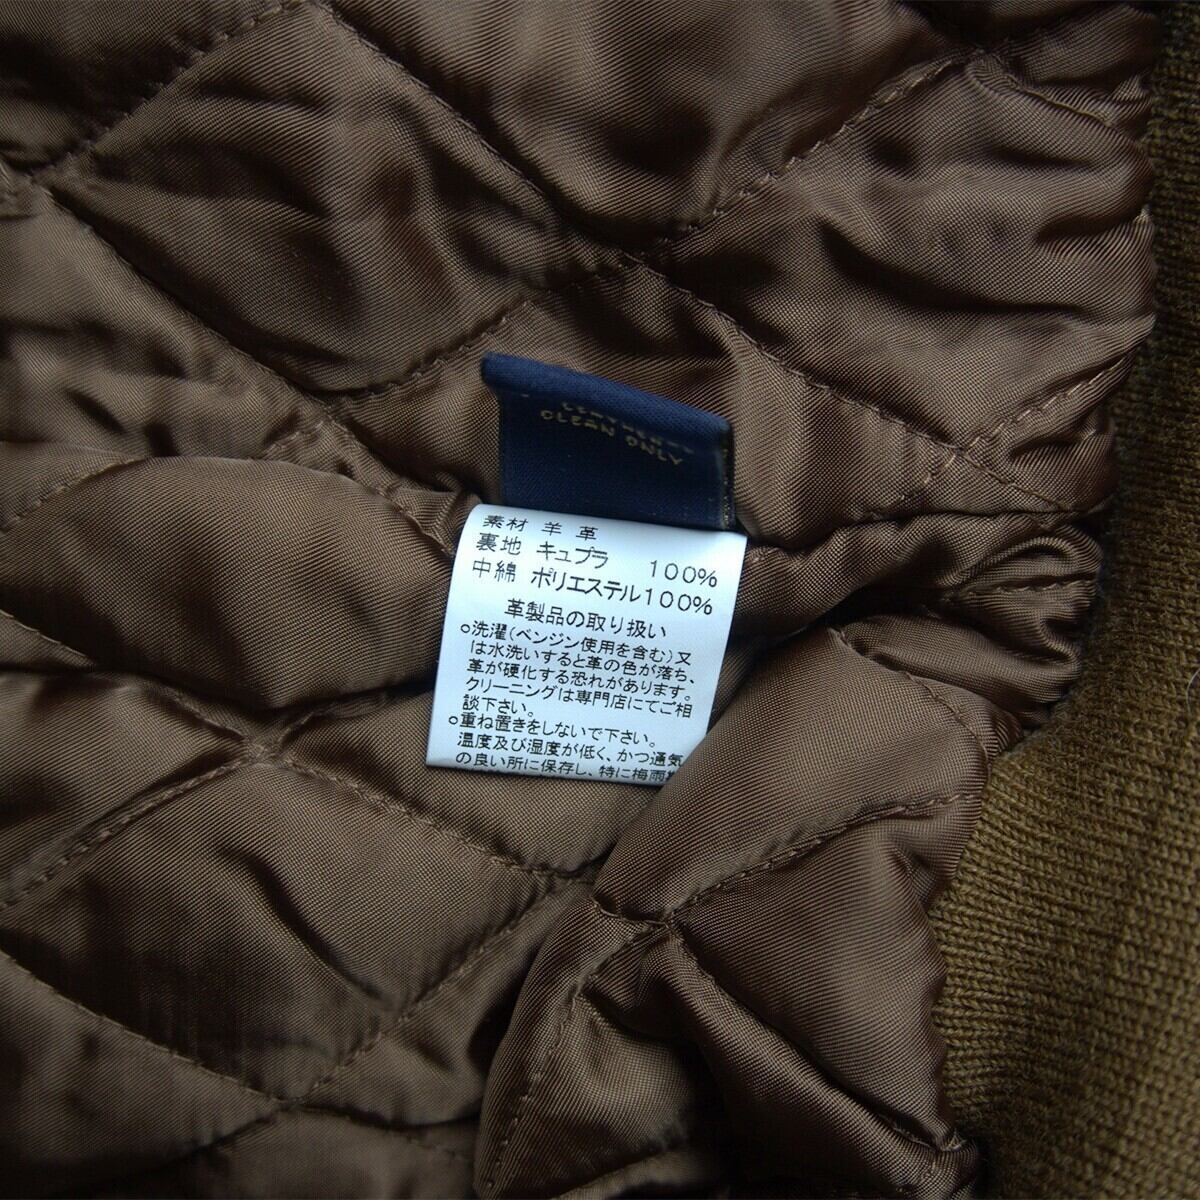 CLEAN ONLY
素材 羊 革
裏地 キュプラ 100%
中綿 ポリエステル100%
革製品の取り扱い
○洗濯(ベンジン使用を含む)又
は水洗いすると革の色が落ち、
革が硬化する恐れがあります。
クリーニングは専門店にてご相
談下さい。
○重ね置きをしないで下さい。
温度及び湿度が低く、かつ通気
の良い所に保存し、特に梅雨